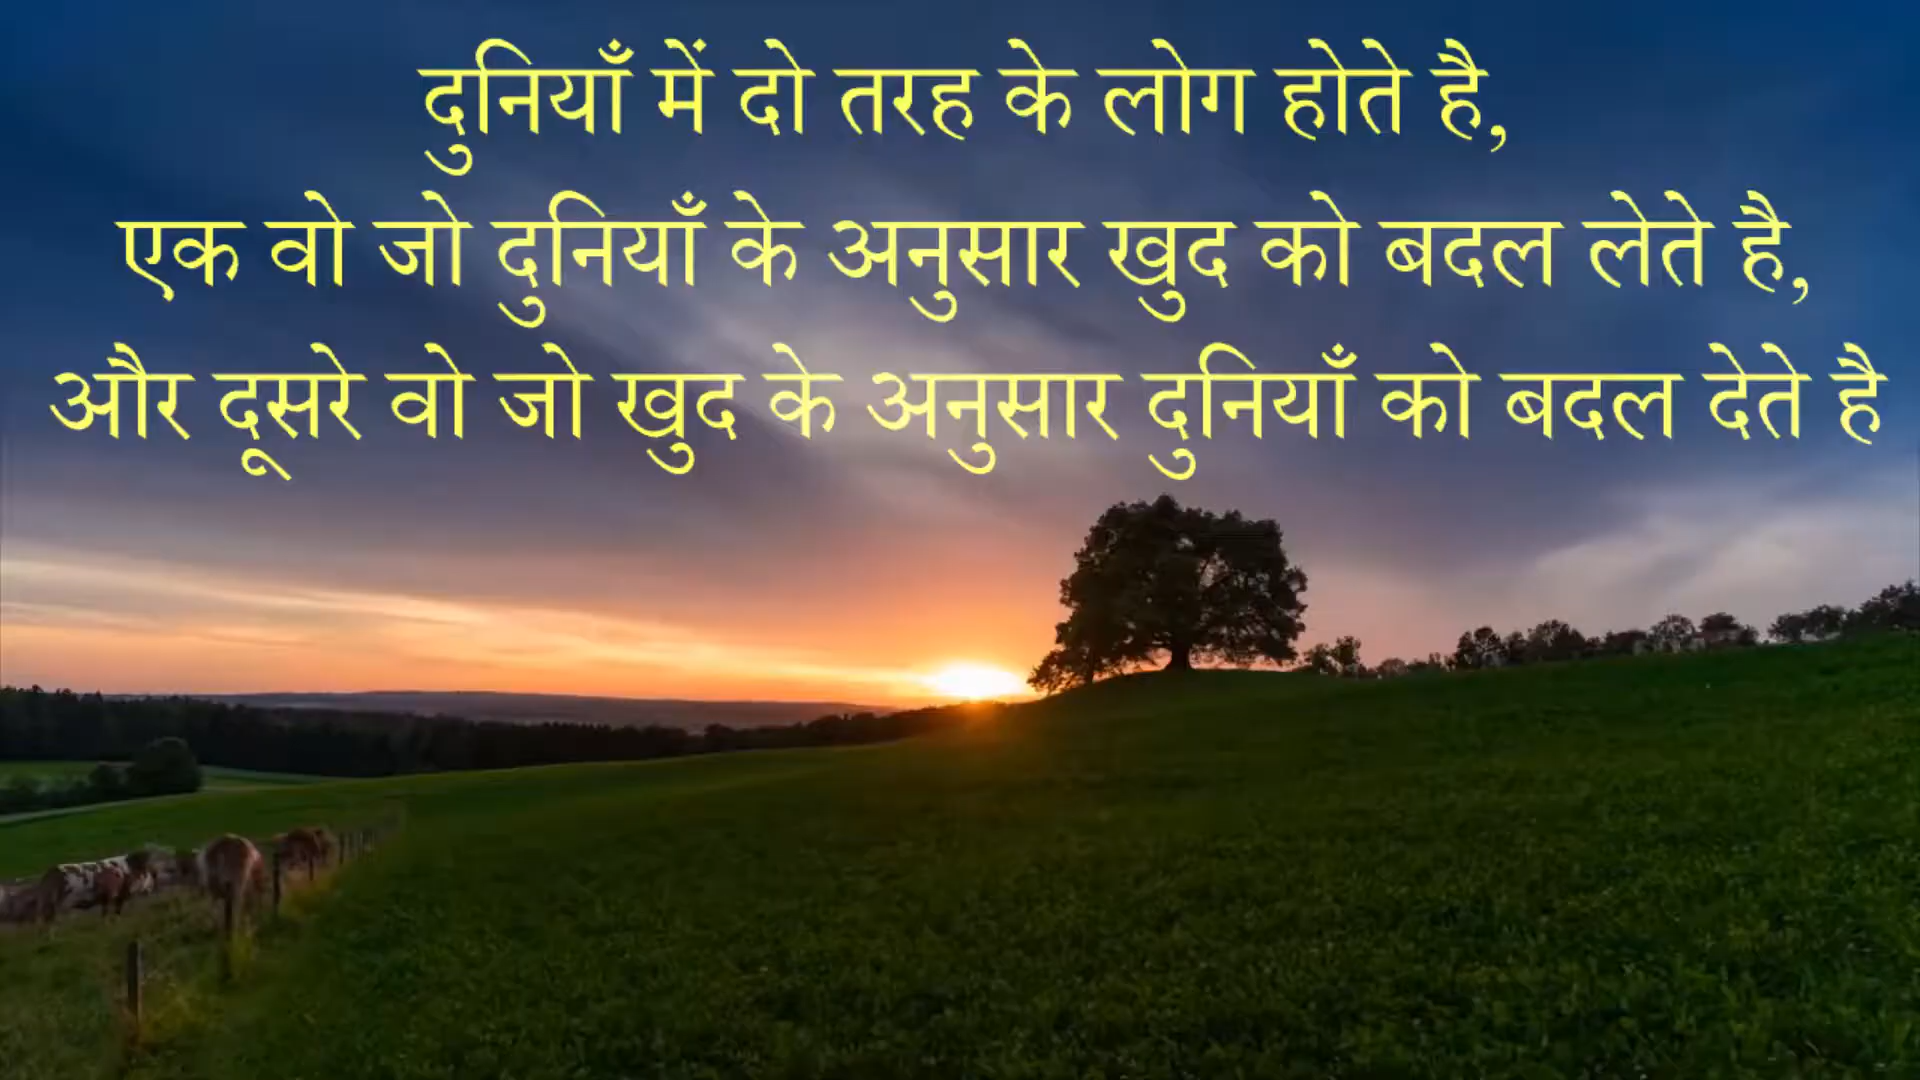 दुनियाँ में दो तरह के लोग होते है,
एक वो जो दुनियाँ के अनुसार खुद को बदल लेते है,
और दूसरे वो जो खुद के अनुसार दुनियाँ को बदल देते है